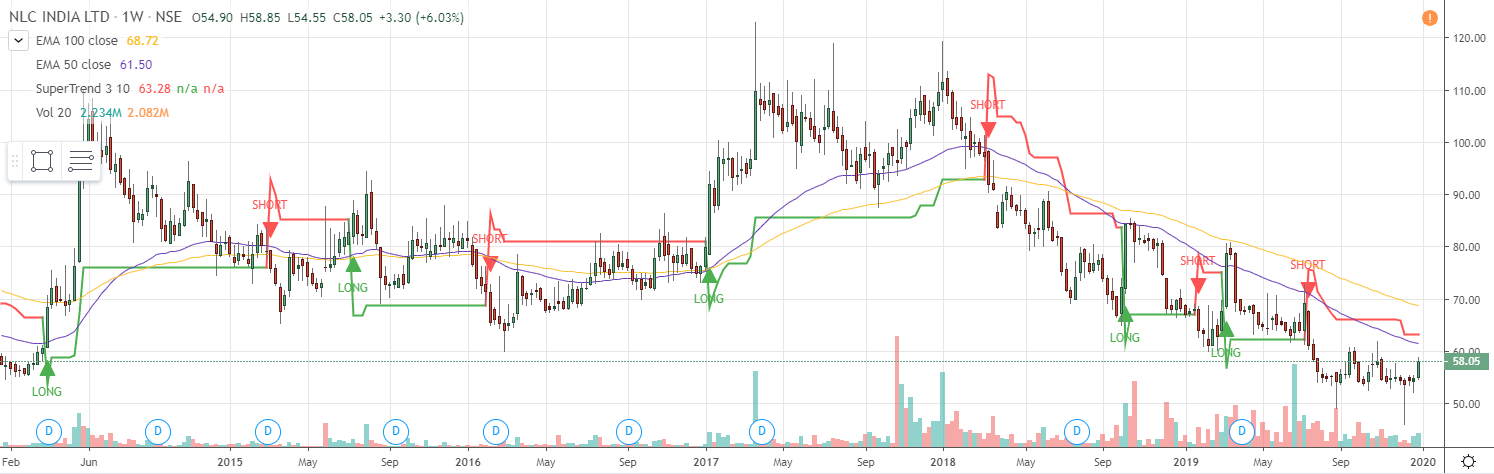 NLC INDIA LTD · 1W · NSE O54.90 H58.85 L54.55 C58.05 +3.30 (+6.03%)
EMA 100 close 68.72
EMA 50 close 61.50
SuperTrend 3 10 63.28 n/a n/a
Vol 20 2.234M 2.082M
!
120.00
110.00
100.00
90.00
80.00
70.00
60.00
58.05
50.00
SHORT
SHORT
SHORT
SHORT
SHORT
LONG
LONG
LONG
LONG
LONG
D D D D D D D D D
Feb Jun 2015 May Sep 2016 May Sep 2017 May Sep 2018 May Sep 2019 May Sep 2020